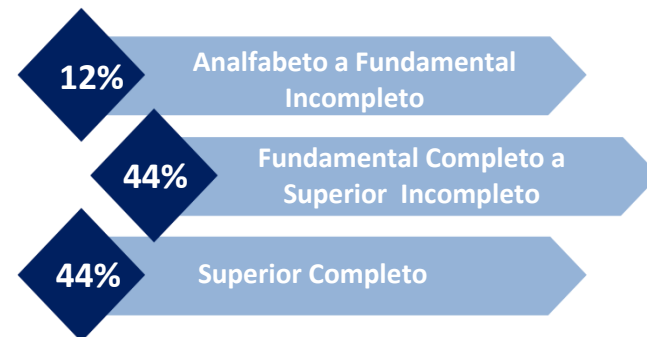 12%
Analfabeto a Fundamental
Incompleto
44%
Fundamental Completo a
Superior Incompleto
44%
Superior Completo